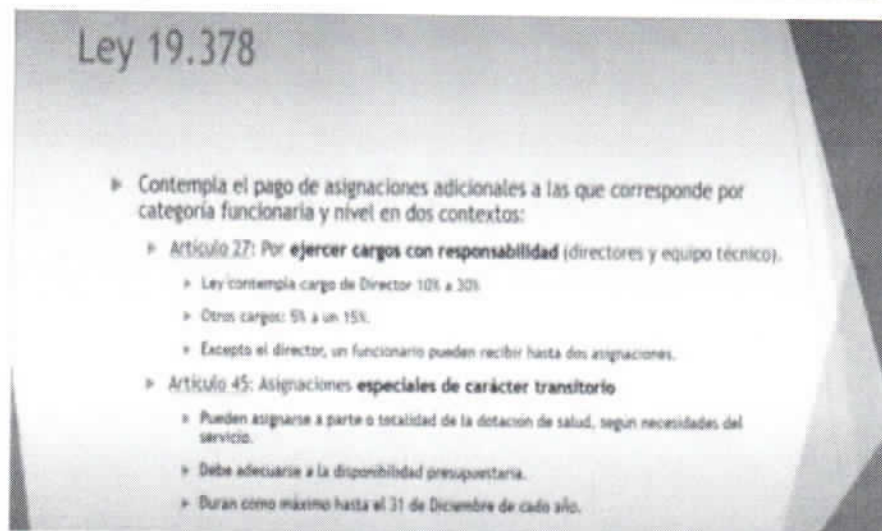 Ley 19.378
Contempla el pago de asignaciones adicionales a las que corresponde por
categoría funcionaria y nivel en dos contextos:
Artículo 27: Por ejercer cargos con responsabilidad (directores y equipo técnico).
Ley contempla cargo de Director 10% a 30%
Otros cargos: 5% a un 15%.
Excepto el director, un funcionario pueden recibir hasta dos asignaciones.
Artículo 45: Asignaciones especiales de carácter transitorio
Pueden asignarse a parte o totalidad de la dotación de salud, según necesidades del
servicio.
Debe adecuarse a la disponibilidad presupuestaria.
Duran como máximo hasta el 31 de Diciembre de cada año.